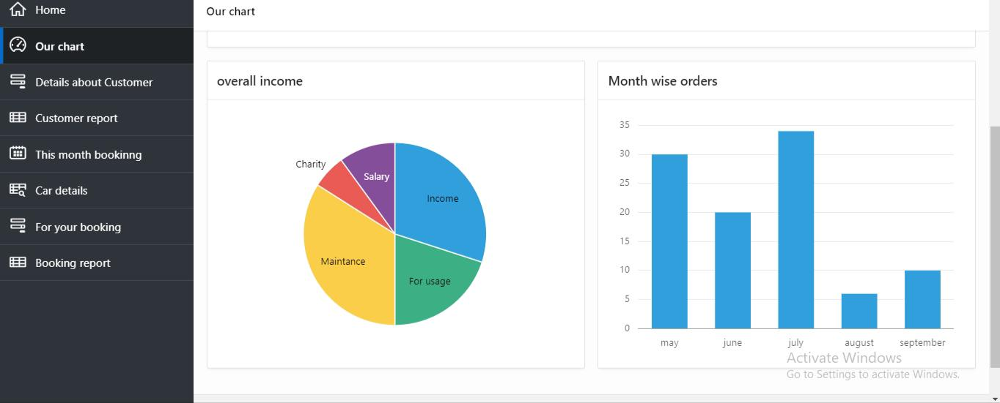 Home
Our chart
Details about Customer
Customer report
This month bookinng
Car details
For your booking
Booking report
Our chart
overall income
Charity
Salary
Income
Maintance
For usage
Month wise orders
35
30
25
20
15
10
5
0
may june july august september
Activate Windows
Go to Settings to activate Windows.